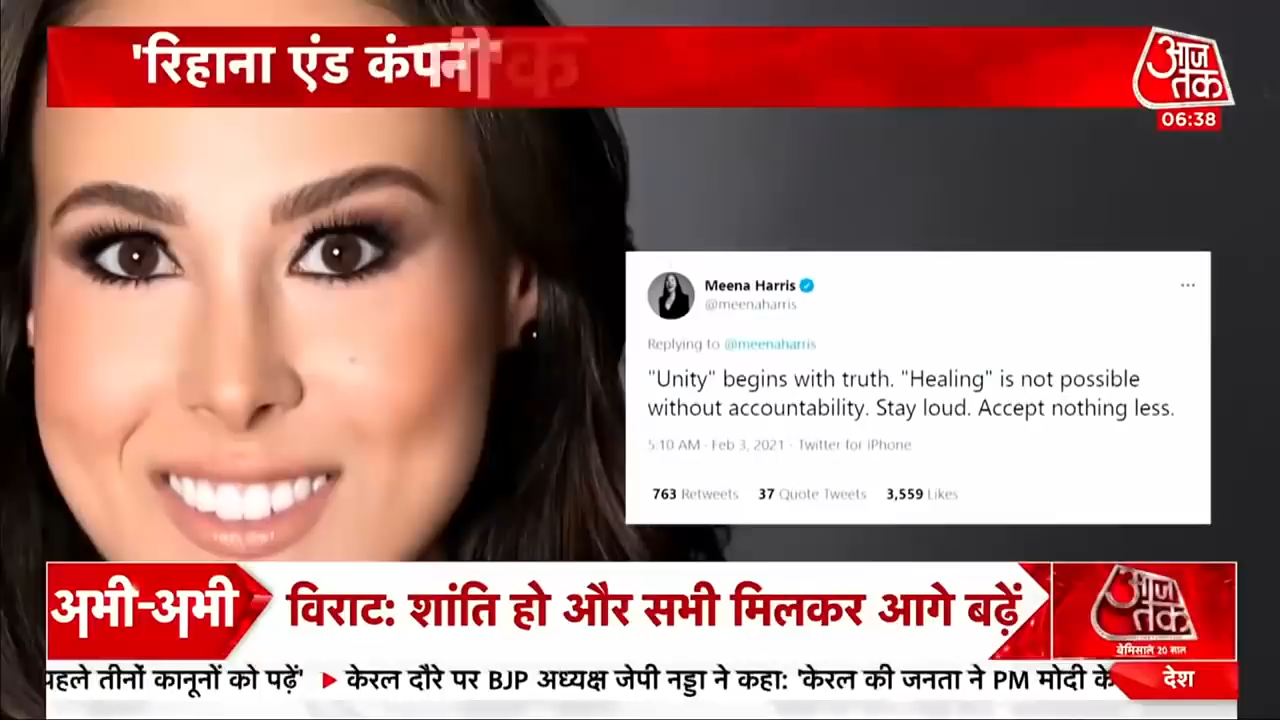 'रिहाना एंड कंपनी' क
आज तक
06:38
Meena Harris
@meenaharris
Replying to @meenaharris
"Unity" begins with truth. "Healing" is not possible
without accountability. Stay loud. Accept nothing less.
5:10 AM · Feb 3, 2021 · Twitter for iPhone
763 Retweets 37 Quote Tweets 3,559 Likes
अभी-अभी
विराट: शांति हो और सभी मिलकर आगे बढ़ें
आज तक
बेमिसाल 20 साल
पहले तीनों कानूनों को पढ़ें' ▶ केरल दौरे पर BJP अध्यक्ष जेपी नड्डा ने कहा: 'केरल की जनता ने PM मोदी के
देश